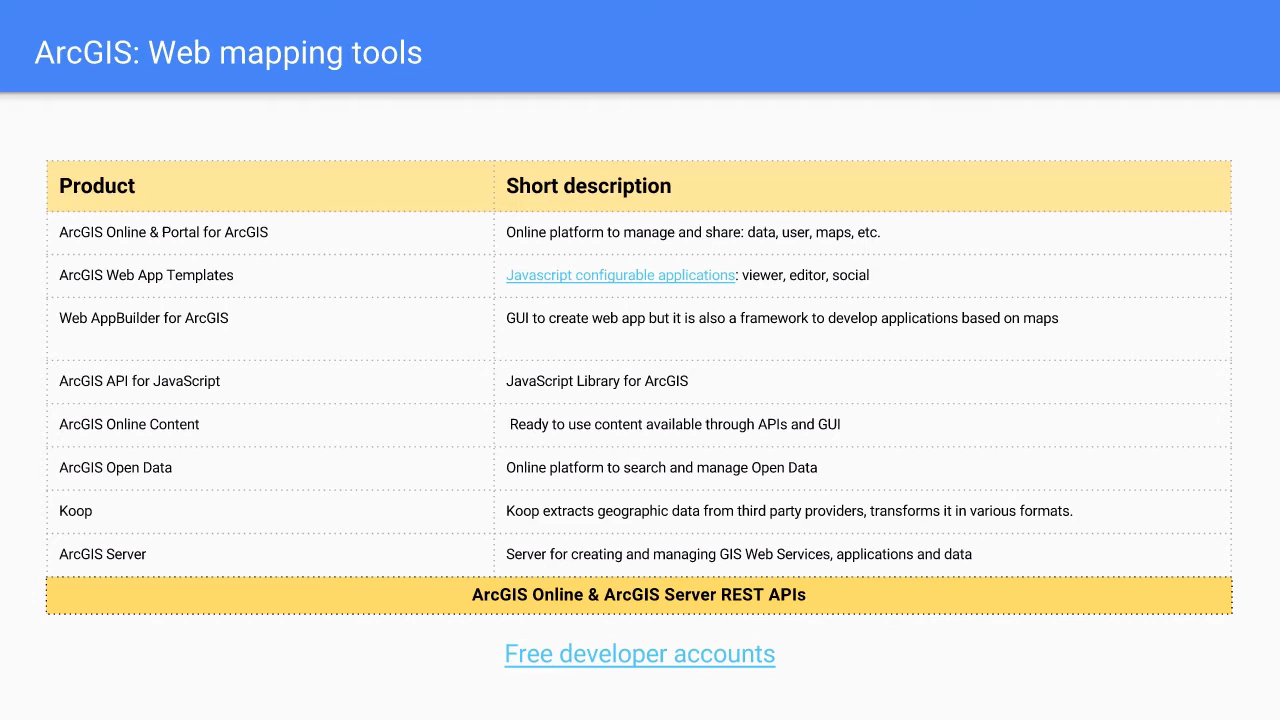 ArcGIS: Web mapping tools
Product
Short description
ArcGIS Online & Portal for ArcGIS
Online platform to manage and share: data, user, maps, etc.
ArcGIS Web App Templates
Javascript configurable applications: viewer, editor, social
Web AppBuilder for ArcGIS
GUI to create web app but it is also a framework to develop applications based on maps
ArcGIS API for JavaScript
JavaScript Library for ArcGIS
ArcGIS Online Content
Ready to use content available through APIs and GUI
ArcGIS Open Data
Online platform to search and manage Open Data
Koop
Koop extracts geographic data from third party providers, transforms it in various formats.
ArcGIS Server
Server for creating and managing GIS Web Services, applications and data
ArcGIS Online & ArcGIS Server REST APIs
Free developer accounts